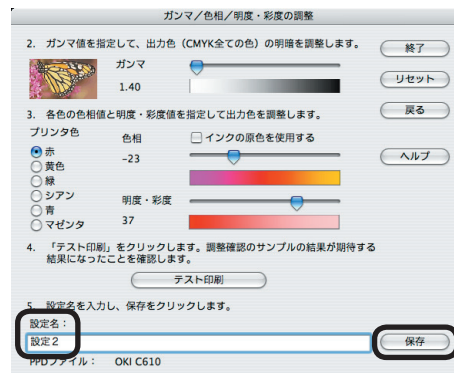 ガンマ／色相／明度・彩度の調整
2. ガンマ値を指定して、出力色（CMYK全ての色）の明暗を調整します。
終了
ガンマ
1.40
リセット
3. 各色の色相値と明度・彩度値を指定して出力色を調整します。
戻る
プリンタ色
色相
インクの原色を使用する
赤
-23
ヘルプ
黄色
緑
シアン
明度・彩度
青
37
マゼンタ
4. 「テスト印刷」をクリックします。調整確認のサンプルの結果が期待する
結果になったことを確認します。
テスト印刷
5. 設定名を入力し、保存をクリックします。
設定名：
設定２
保存
PPDファイル： OKI C610